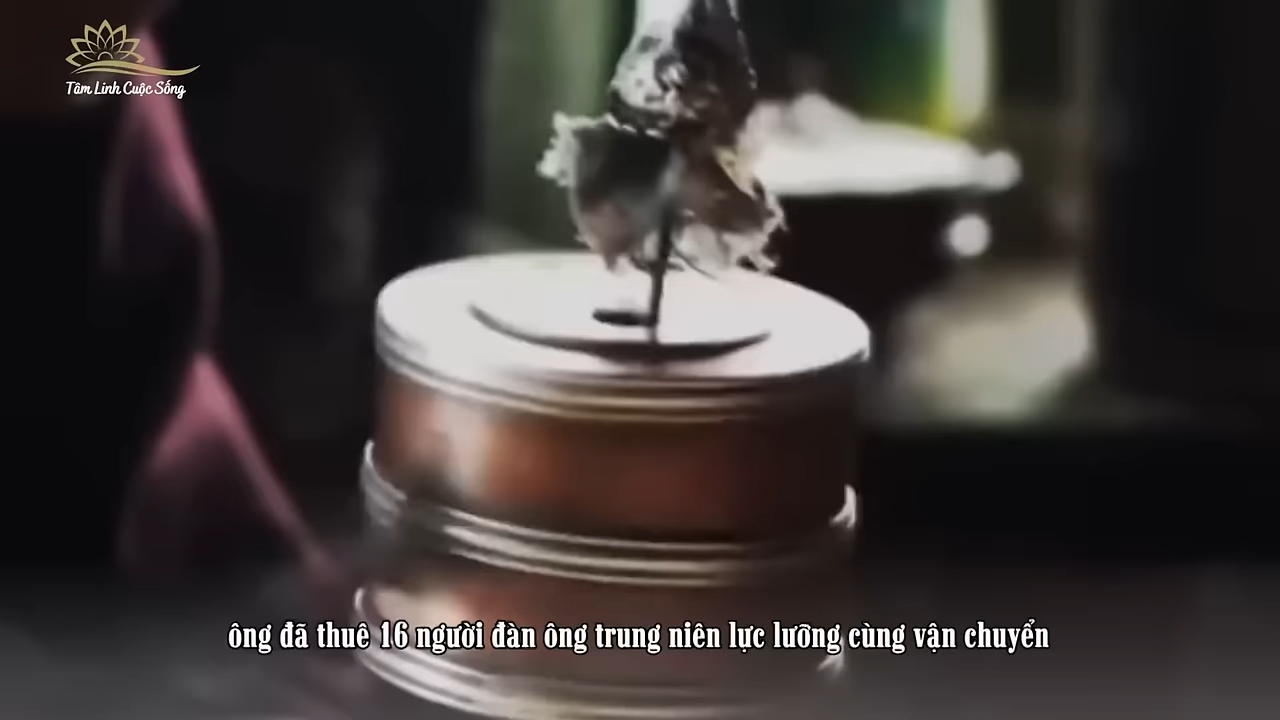 Tâm Linh Cuộc Sống
ông đã thuê 16 người đàn ông trung niên lực lưỡng cùng vận chuyển